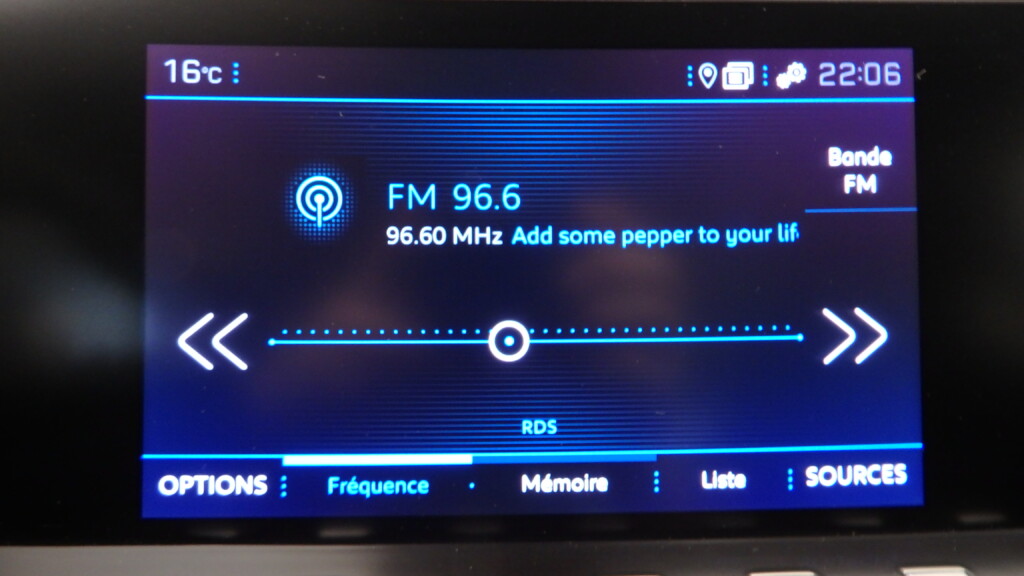 16°C 22:06
Bande
FM
FM 96.6
96.60 MHz Add some pepper to your lif
RDS
OPTIONS Fréquence Mémoire Liste SOURCES